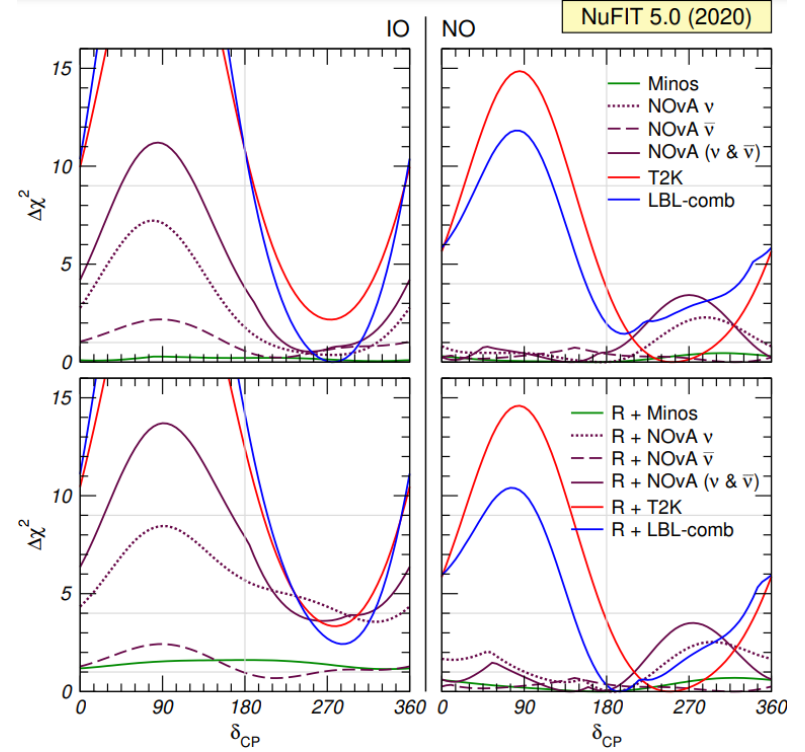 NuFIT 5.0 (2020)
IO NO
15
10
5
0
Δχ²
Minos
NOvA ν
NOvA ν̅
NOvA (ν & ν̅)
T2K
LBL-comb
15
10
5
0
Δχ²
R + Minos
R + NOvA ν
R + NOvA ν̅
R + NOvA (ν & ν̅)
R + T2K
R + LBL-comb
0 90 180 270 360 0 90 180 270 360
δCP δCP